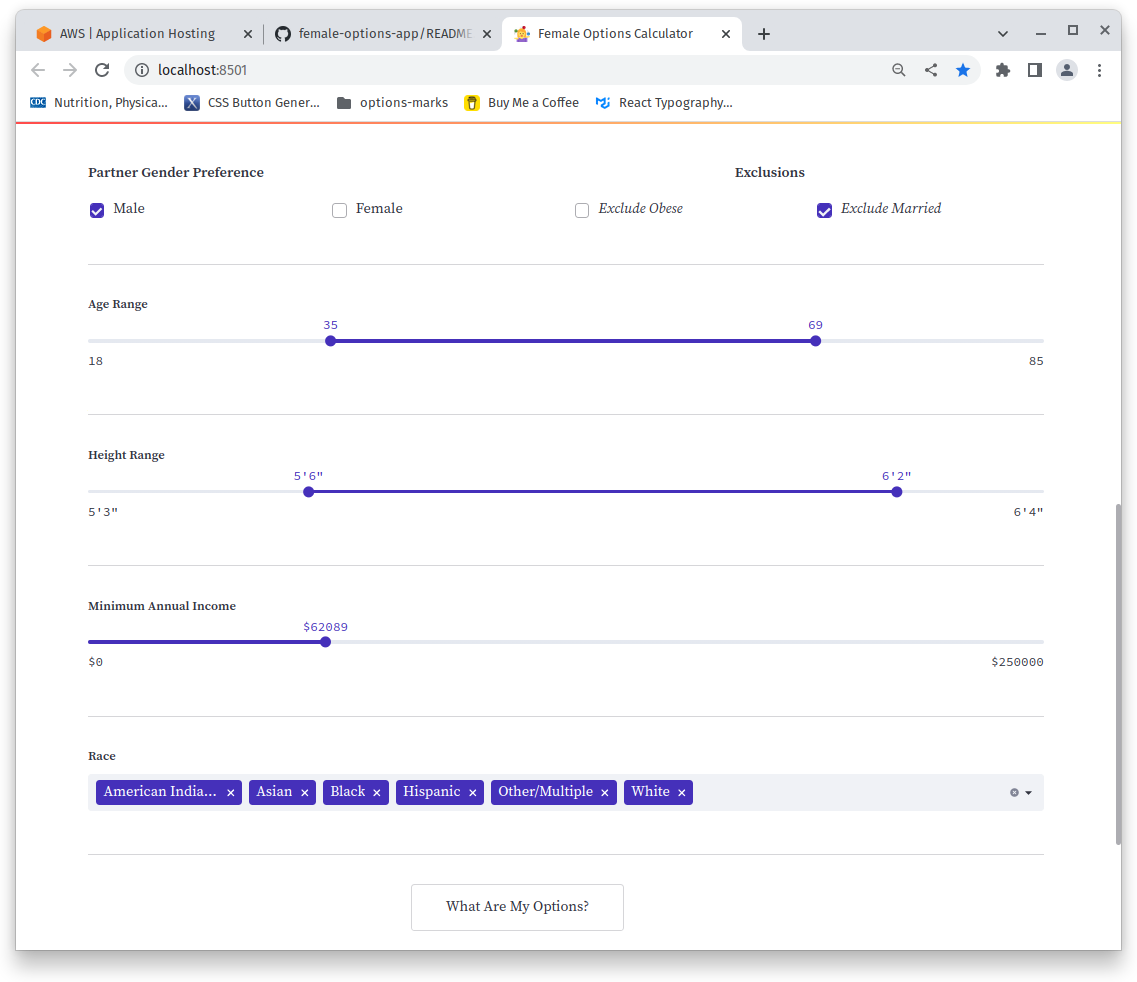 AWS | Application Hosting
female-options-app/README
Female Options Calculator
localhost:8501
CDC Nutrition, Physica...
X CSS Button Gener...
options-marks
Buy Me a Coffee
React Typography...
Partner Gender Preference
Exclusions
Male
Female
Exclude Obese
Exclude Married
Age Range
35
69
18
85
Height Range
5'6"
6'2"
5'3"
6'4"
Minimum Annual Income
$62089
$0
$250000
Race
American India...
Asian
Black
Hispanic
Other/Multiple
White
What Are My Options?